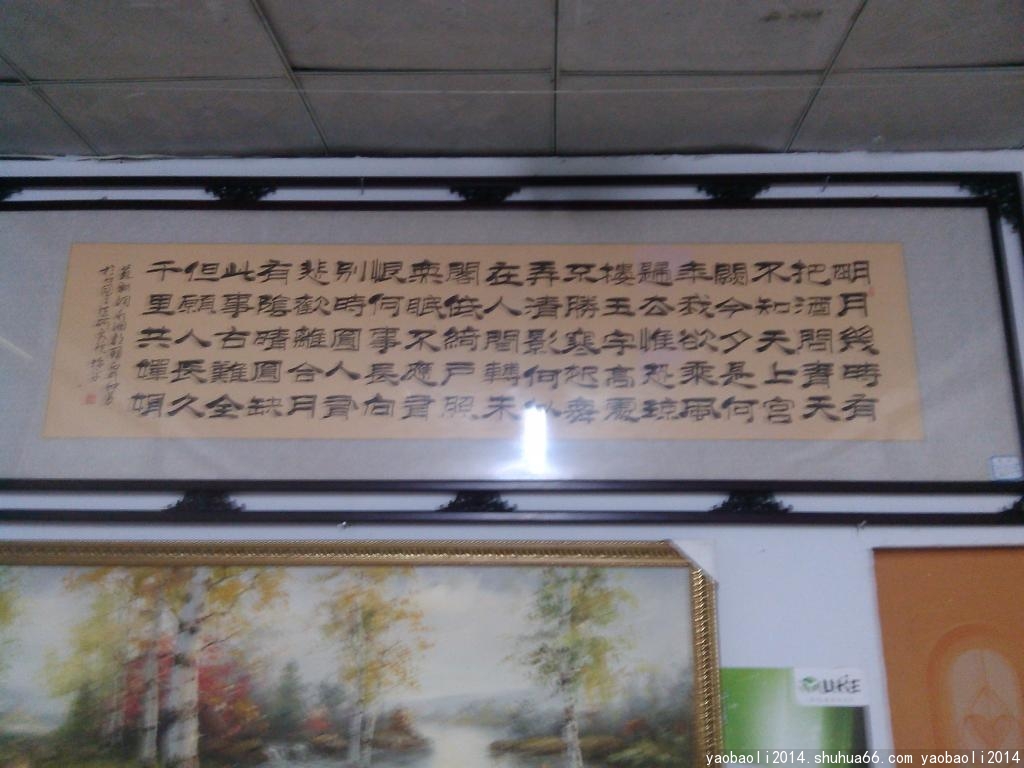 明月幾時有
把酒問青天
不知天上宮
闕今夕是何
年我欲乘風
歸去惟恐瓊
樓玉宇高處
不勝寒起舞
弄清影何似
在人間轉朱
閣低綺戶照
無眠不應有
恨何事長向
別時圓人有
悲歡離合月
有陰晴圓缺
此事古難全
但願人長久
千里共嬋娟
yaobaoli2014.shuhua66.com yaobaoli2014